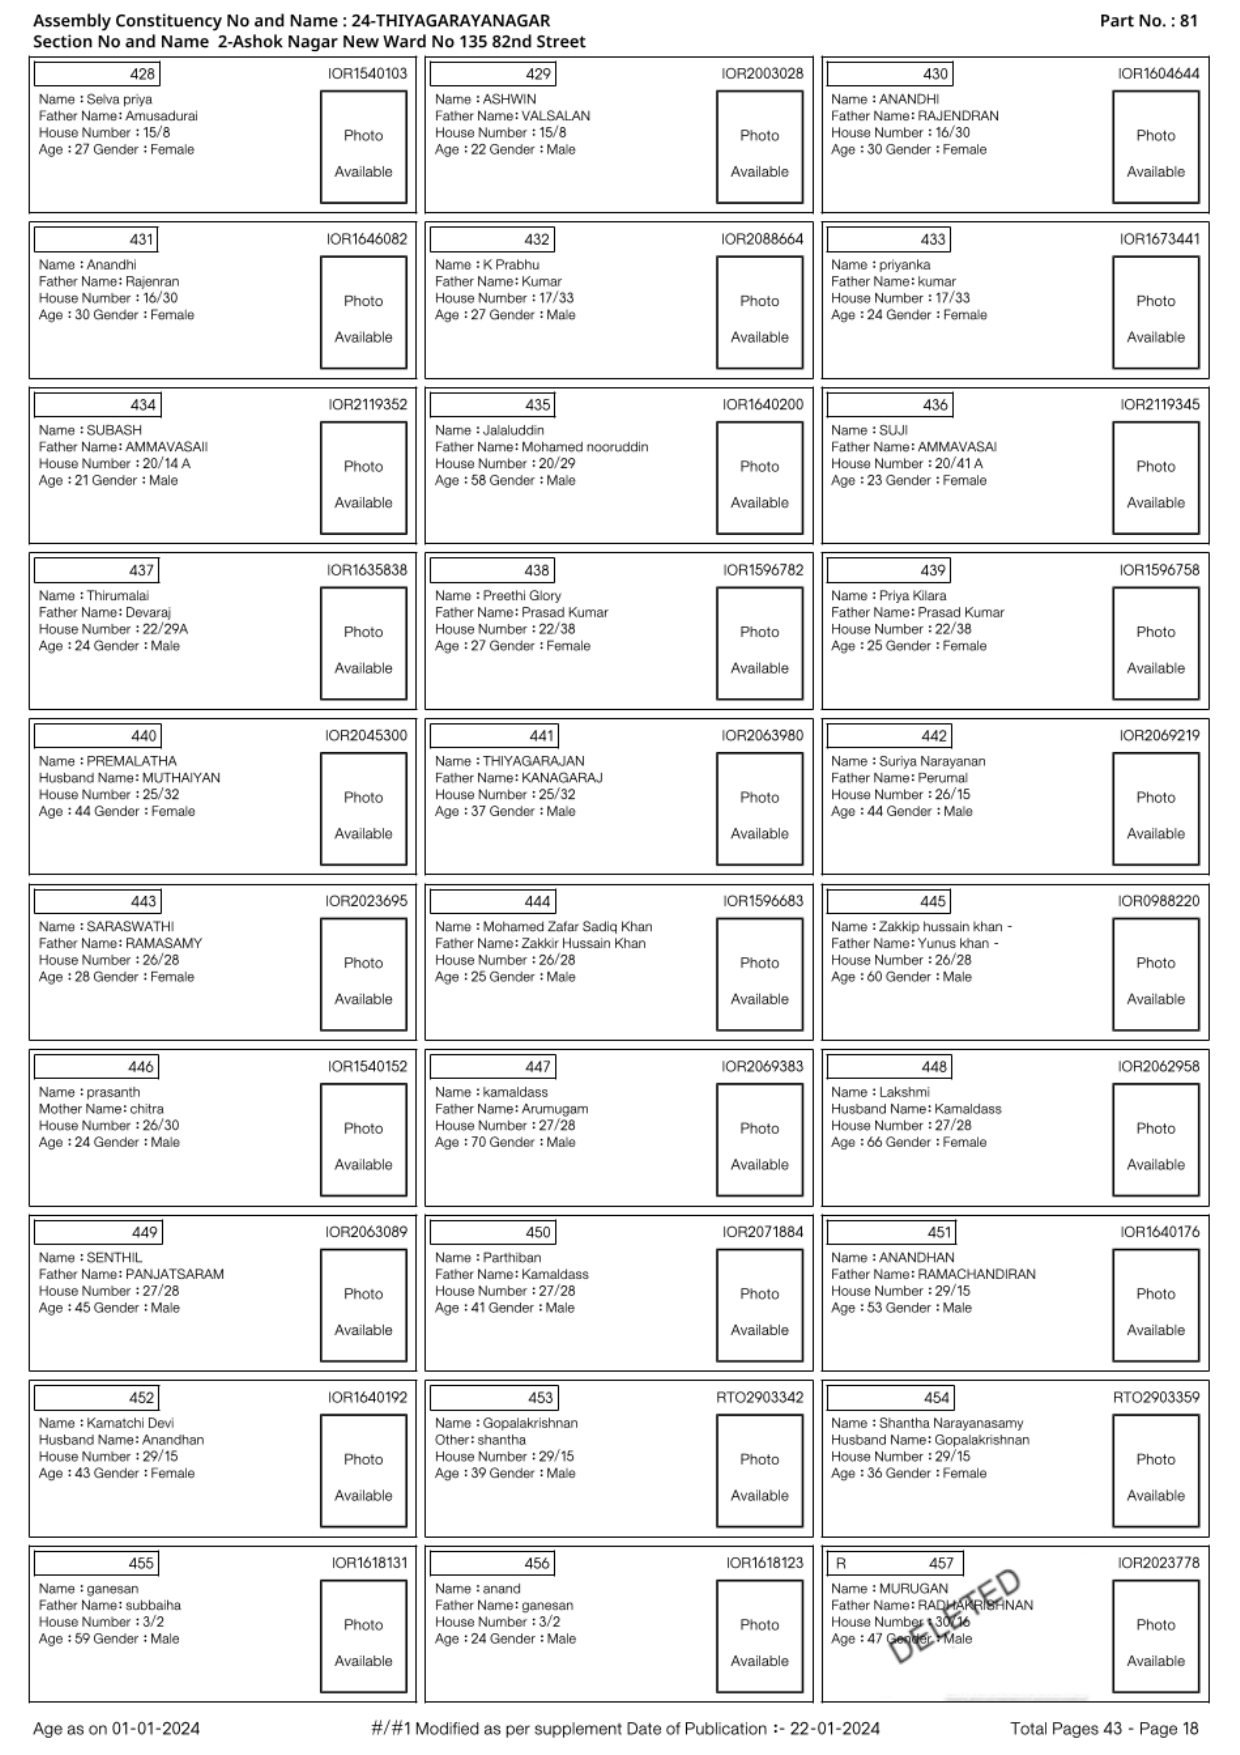 Assembly Constituency No and Name : 24-THIYAGARAYANAGAR
Part No. : 81
Section No and Name 2-Ashok Nagar New Ward No 135 82nd Street
428 IOR1540103
Name : Selva priya
Father Name: Amusadurai
House Number : 15/8
Age : 27 Gender : Female
Photo
Available
429 IOR2003028
Name : ASHWIN
Father Name: VALSALAN
House Number : 15/8
Age : 22 Gender : Male
Photo
Available
430 IOR1604644
Name : ANANDHI
Father Name: RAJENDRAN
House Number : 16/30
Age : 30 Gender : Female
Photo
Available
431 IOR1646082
Name : Anandhi
Father Name: Rajenran
House Number : 16/30
Age : 30 Gender : Female
Photo
Available
432 IOR2088664
Name : K Prabhu
Father Name: Kumar
House Number : 17/33
Age : 27 Gender : Male
Photo
Available
433 IOR1673441
Name : priyanka
Father Name: kumar
House Number : 17/33
Age : 24 Gender : Female
Photo
Available
434 IOR2119352
Name : SUBASH
Father Name: AMMAVASAII
House Number : 20/14 A
Age : 21 Gender : Male
Photo
Available
435 IOR1640200
Name : Jalaluddin
Father Name: Mohamed nooruddin
House Number : 20/29
Age : 58 Gender : Male
Photo
Available
436 IOR2119345
Name : SUJI
Father Name: AMMAVASAI
House Number : 20/41 A
Age : 23 Gender : Female
Photo
Available
437 IOR1635838
Name : Thirumalai
Father Name: Devaraj
House Number : 22/29A
Age : 24 Gender : Male
Photo
Available
438 IOR1596782
Name : Preethi Glory
Father Name: Prasad Kumar
House Number : 22/38
Age : 27 Gender : Female
Photo
Available
439 IOR1596758
Name : Priya Kilara
Father Name: Prasad Kumar
House Number : 22/38
Age : 25 Gender : Female
Photo
Available
440 IOR2045300
Name : PREMALATHA
Husband Name: MUTHAIYAN
House Number : 25/32
Age : 44 Gender : Female
Photo
Available
441 IOR2063980
Name : THIYAGARAJAN
Father Name: KANAGARAJ
House Number : 25/32
Age : 37 Gender : Male
Photo
Available
442 IOR2069219
Name : Suriya Narayanan
Father Name: Perumal
House Number : 26/15
Age : 44 Gender : Male
Photo
Available
443 IOR2023695
Name : SARASWATHI
Father Name: RAMASAMY
House Number : 26/28
Age : 28 Gender : Female
Photo
Available
444 IOR1596683
Name : Mohamed Zafar Sadiq Khan
Father Name: Zakkir Hussain Khan
House Number : 26/28
Age : 25 Gender : Male
Photo
Available
445 IOR0988220
Name : Zakkip hussain khan -
Father Name: Yunus khan -
House Number : 26/28
Age : 60 Gender : Male
Photo
Available
446 IOR1540152
Name : prasanth
Mother Name: chitra
House Number : 26/30
Age : 24 Gender : Male
Photo
Available
447 IOR2069383
Name : kamaldass
Father Name: Arumugam
House Number : 27/28
Age : 70 Gender : Male
Photo
Available
448 IOR2062958
Name : Lakshmi
Husband Name: Kamaldass
House Number : 27/28
Age : 66 Gender : Female
Photo
Available
449 IOR2063089
Name : SENTHIL
Father Name: PANJATSARAM
House Number : 27/28
Age : 45 Gender : Male
Photo
Available
450 IOR2071884
Name : Parthiban
Father Name: Kamaldass
House Number : 27/28
Age : 41 Gender : Male
Photo
Available
451 IOR1640176
Name : ANANDHAN
Father Name: RAMACHANDIRAN
House Number : 29/15
Age : 53 Gender : Male
Photo
Available
452 IOR1640192
Name : Kamatchi Devi
Husband Name: Anandhan
House Number : 29/15
Age : 43 Gender : Female
Photo
Available
453 RTO2903342
Name : Gopalakrishnan
Other: shantha
House Number : 29/15
Age : 39 Gender : Male
Photo
Available
454 RTO2903359
Name : Shantha Narayanasamy
Husband Name: Gopalakrishnan
House Number : 29/15
Age : 36 Gender : Female
Photo
Available
455 IOR1618131
Name : ganesan
Father Name: subbaiha
House Number : 3/2
Age : 59 Gender : Male
Photo
Available
456 IOR1618123
Name : anand
Father Name: ganesan
House Number : 3/2
Age : 24 Gender : Male
Photo
Available
R 457 IOR2023778
Name : MURUGAN
Father Name: RADHAKRISHNAN
House Number : 30/16
Age : 47 Gender : Male
DELETED
Photo
Available
Age as on 01-01-2024
#/#1 Modified as per supplement Date of Publication :- 22-01-2024
Total Pages 43 - Page 18